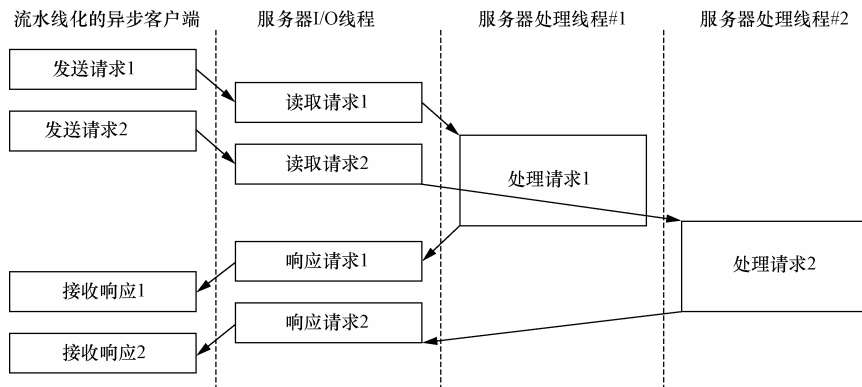 流水线化的异步客户端
服务器I/O线程
服务器处理线程#1
服务器处理线程#2
发送请求1
读取请求1
发送请求2
读取请求2
处理请求1
处理请求2
响应请求1
接收响应1
响应请求2
接收响应2